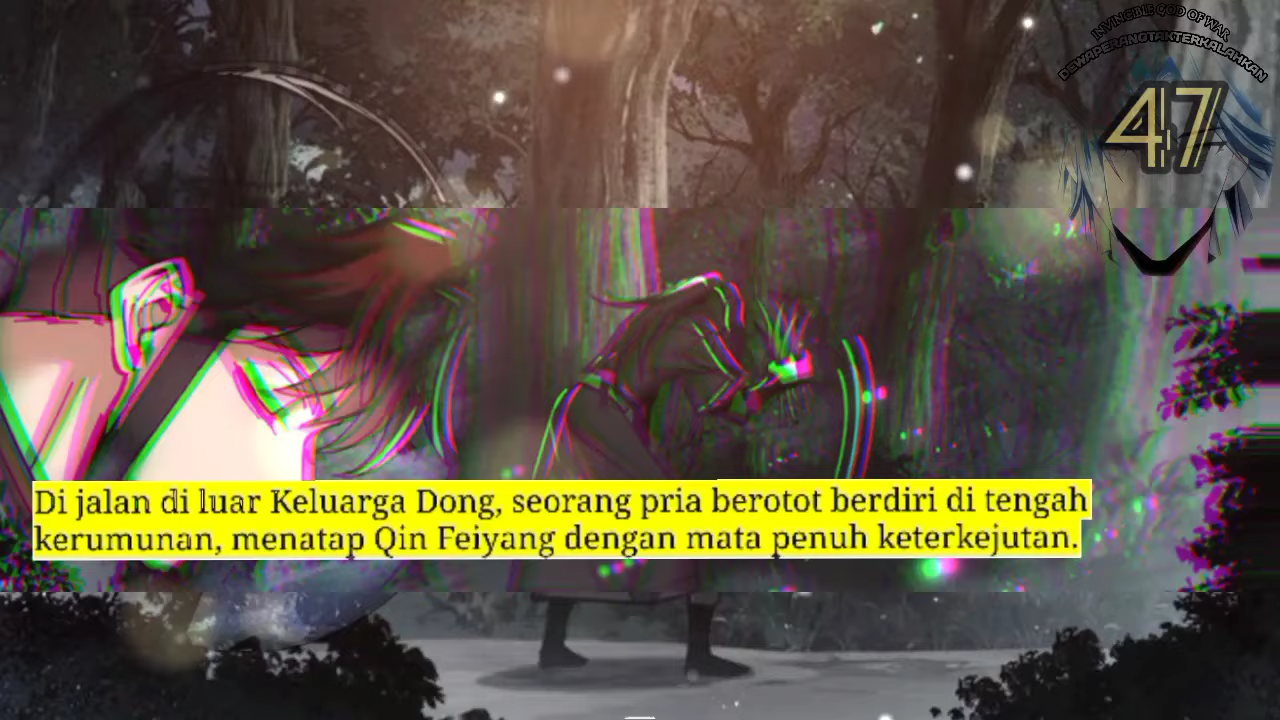 INVINCIBLE GOD OF WAR
DEWAPERANGTAKTERKALAHKAN
47
Di jalan di luar Keluarga Dong, seorang pria berotot berdiri di tengah
kerumunan, menatap Qin Feiyang dengan mata penuh keterkejutan.